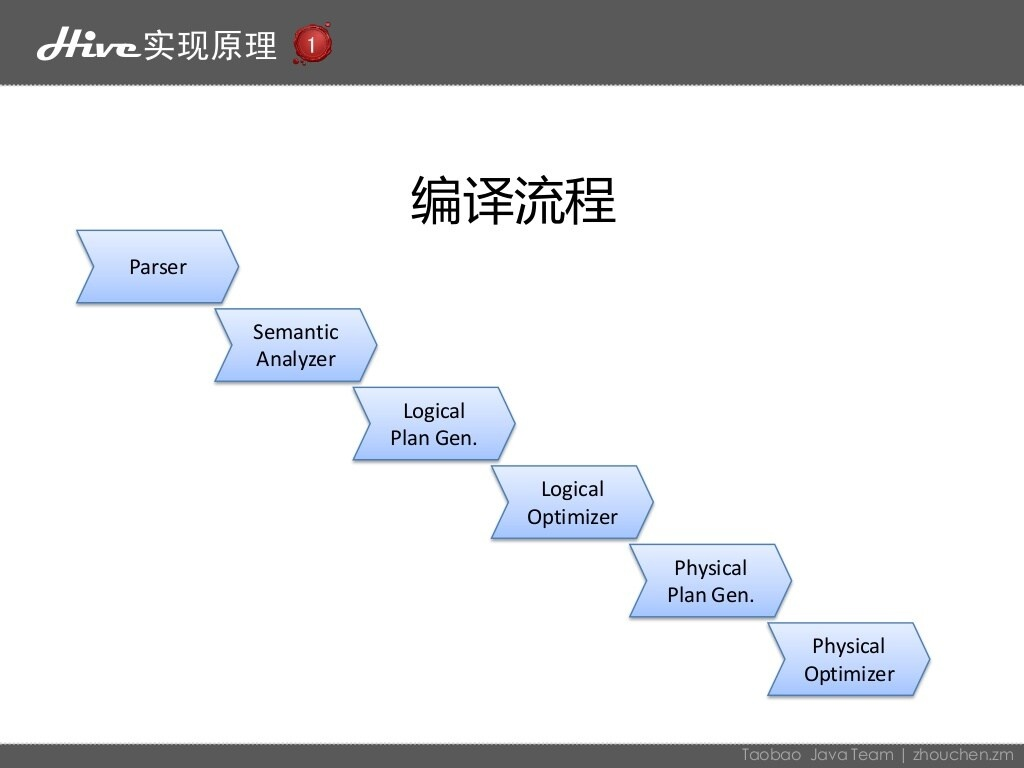 Hive实现原理 1
编译流程
Parser
Semantic
Analyzer
Logical
Plan Gen.
Logical
Optimizer
Physical
Plan Gen.
Physical
Optimizer
Taobao Java Team | zhouchen.zm